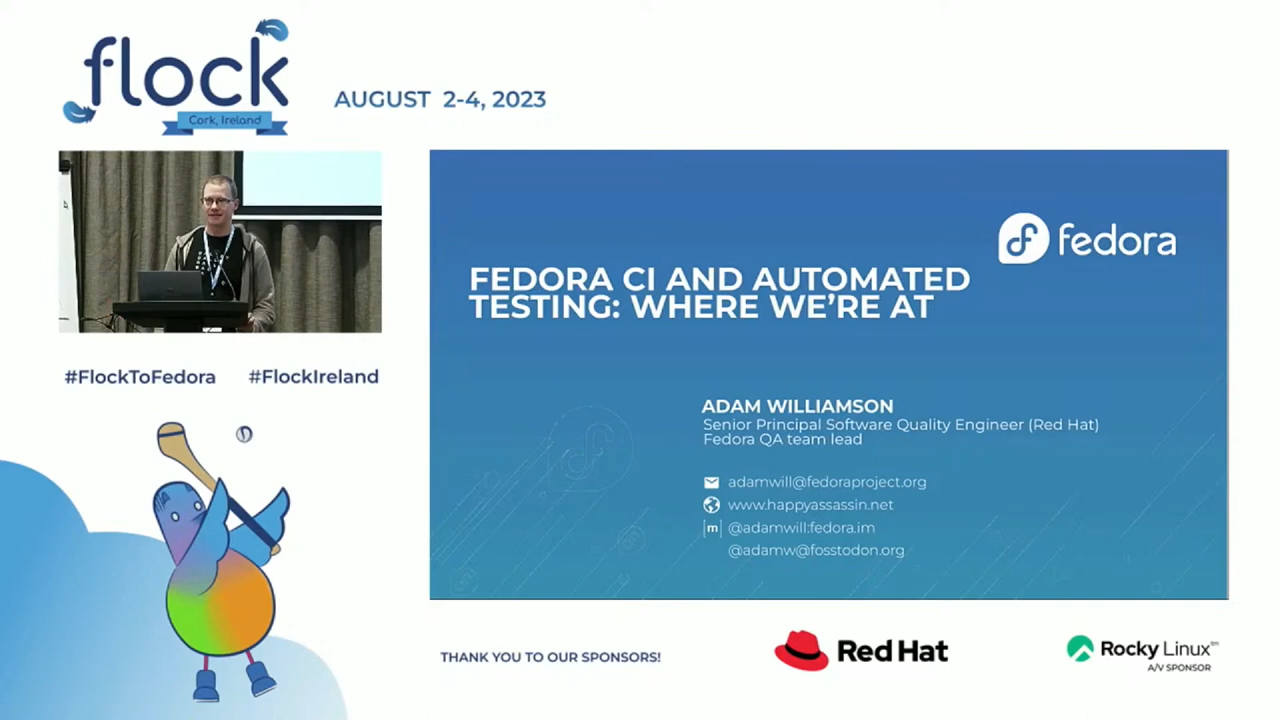 flock
Cork, Ireland
AUGUST 2-4, 2023
fedora
FEDORA CI AND AUTOMATED
TESTING: WHERE WE'RE AT
#FlockToFedora #FlockIreland
ADAM WILLIAMSON
Senior Principal Software Quality Engineer (Red Hat)
Fedora QA team lead
adamwill@fedoraproject.org
www.happyassassin.net
[m] @adamwill:fedora.im
@adamw@fosstodon.org
THANK YOU TO OUR SPONSORS!
Red Hat
Rocky Linux™
A/V SPONSOR